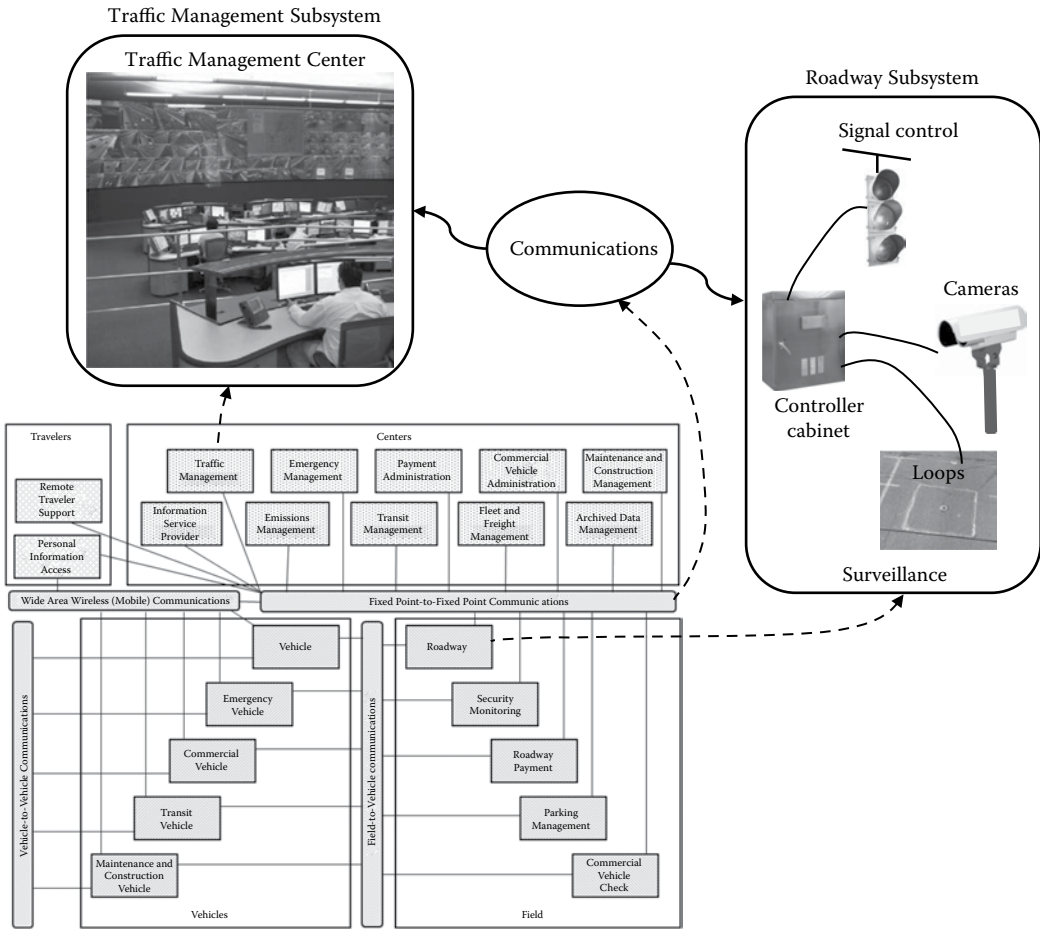 Traffic Management Subsystem
Traffic Management Center
Roadway Subsystem
Signal control
Communications
Cameras
Controller
cabinet
Loops
Surveillance
Travelers
Remote
Traveler
Support
Personal
Information
Access
Centers
Traffic
Management
Emergency
Management
Payment
Administration
Commercial
Vehicle
Administration
Maintenance and
Construction
Management
Information
Service
Provider
Emissions
Management
Transit
Management
Fleet and
Freight
Management
Archived Data
Management
Wide Area Wireless (Mobile) Communications
Fixed Point-to-Fixed Point Communications
Vehicle-to-Vehicle Communications
Vehicle
Emergency
Vehicle
Commercial
Vehicle
Transit
Vehicle
Maintenance and
Construction
Vehicle
Vehicles
Field-to-Vehicle communications
Roadway
Security
Monitoring
Roadway
Payment
Parking
Management
Commercial
Vehicle
Check
Field